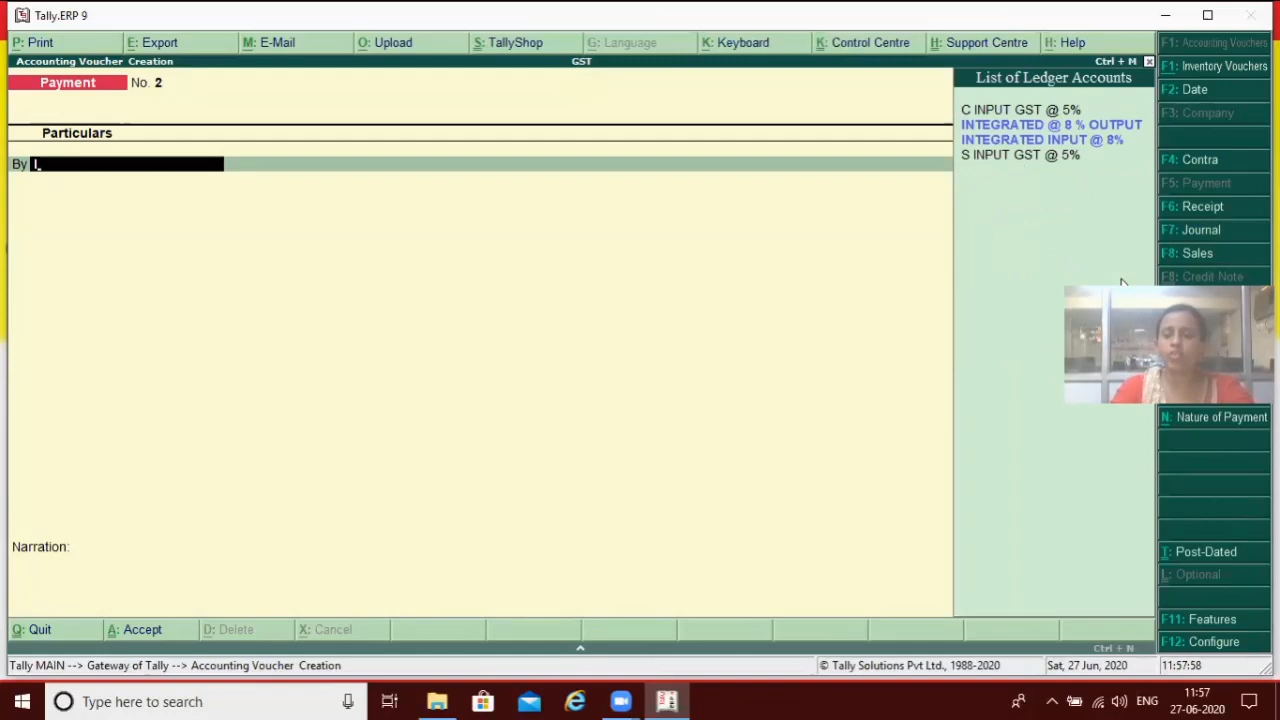 Tally.ERP 9
P: Print
E: Export
M: E-Mail
O: Upload
S: TallyShop
G: Language
K: Keyboard
K: Control Centre
H: Support Centre
H: Help
F1: Accounting Vouchers
Accounting Voucher Creation
GST
Ctrl + M
F1: Inventory Vouchers
Payment No. 2
List of Ledger Accounts
F2: Date
C INPUT GST @ 5%
F3: Company
INTEGRATED @ 8 % OUTPUT
Particulars
INTEGRATED INPUT @ 8%
S INPUT GST @ 5%
By I
F4: Contra
F5: Payment
F6: Receipt
F7: Journal
F8: Sales
F8: Credit Note
N: Nature of Payment
Narration:
T: Post-Dated
L: Optional
F11: Features
Q: Quit
A: Accept
D: Delete
X: Cancel
F12: Configure
Ctrl + N
Tally MAIN --> Gateway of Tally --> Accounting Voucher Creation
© Tally Solutions Pvt Ltd., 1988-2020
Sat, 27 Jun, 2020
11:57:58
Type here to search
ENG
11:57
27-06-2020